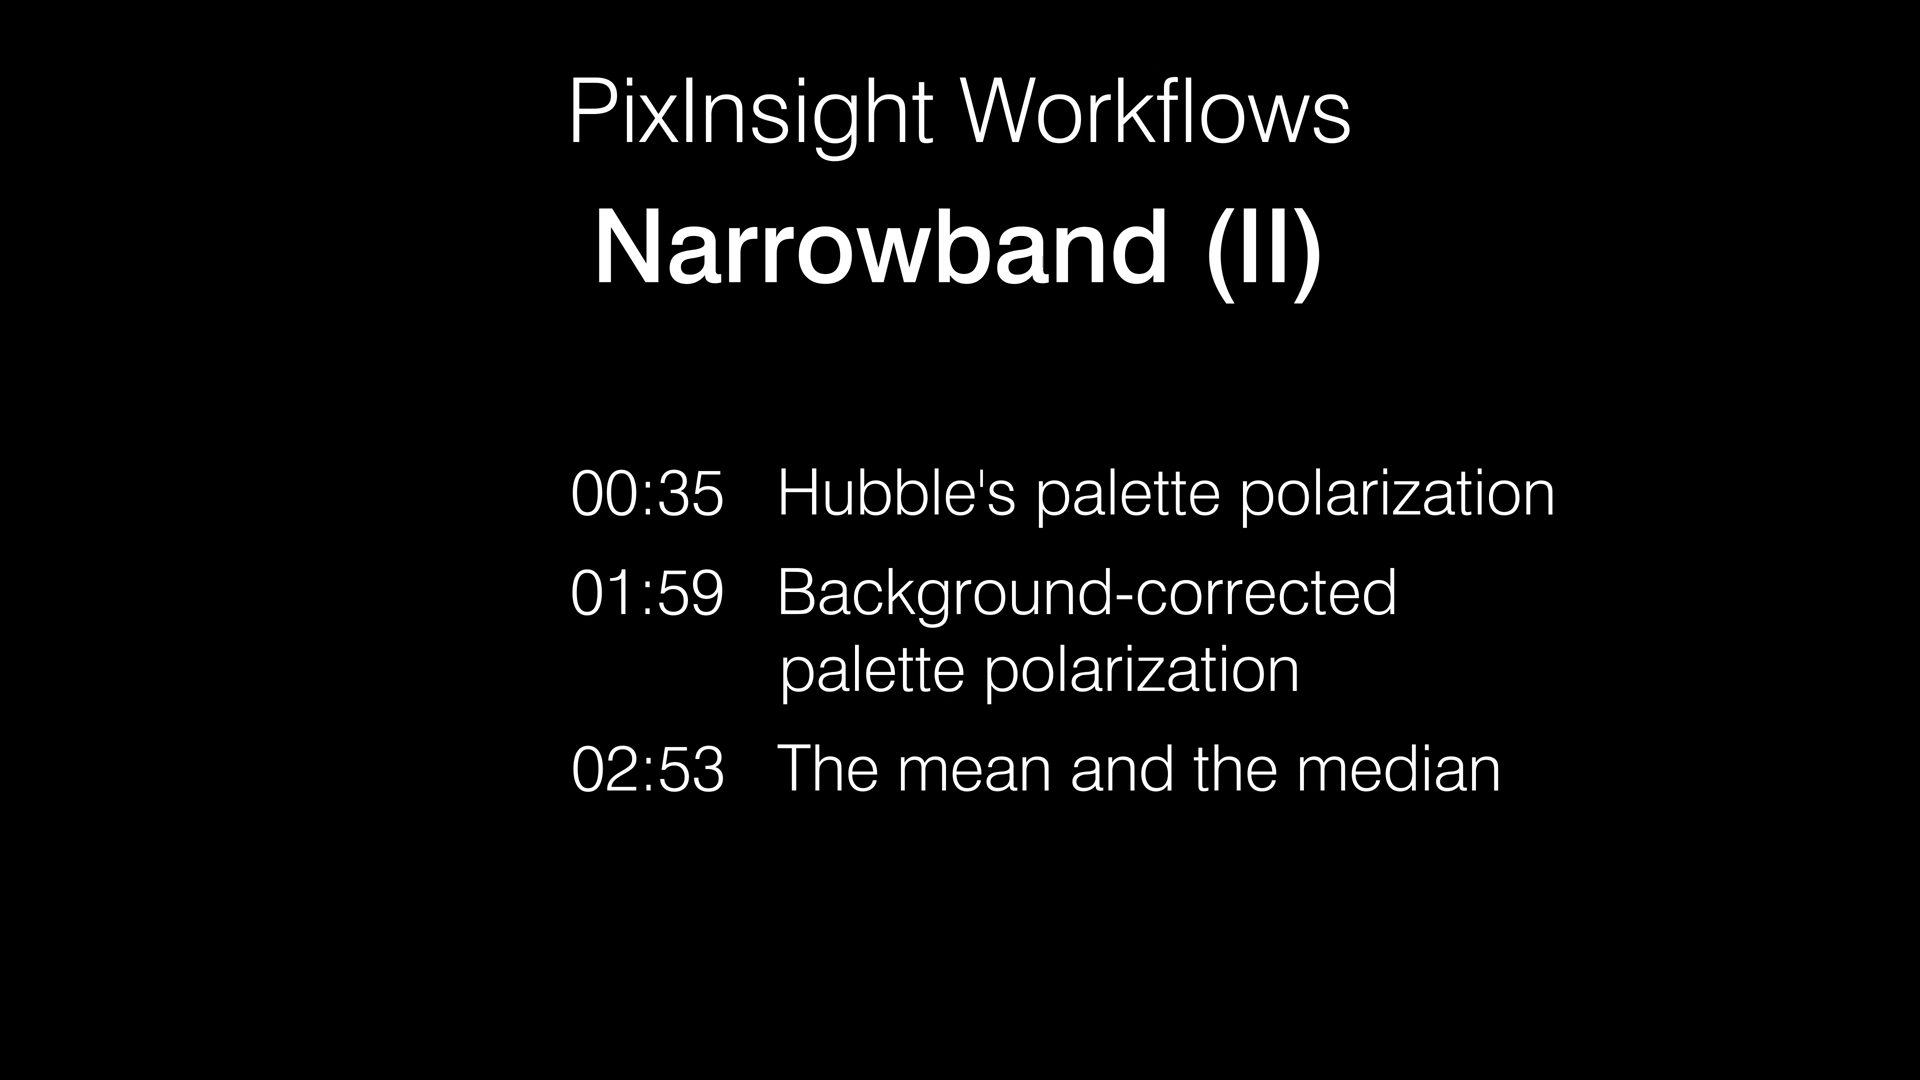 PixInsight Workflows
Narrowband (II)
00:35 Hubble's palette polarization
01:59 Background-corrected
palette polarization
02:53 The mean and the median